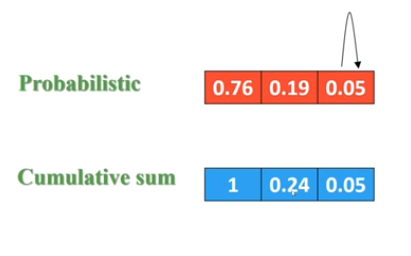 Probabilistic 0.76 0.19 0.05
Cumulative sum 1 0.24 0.05